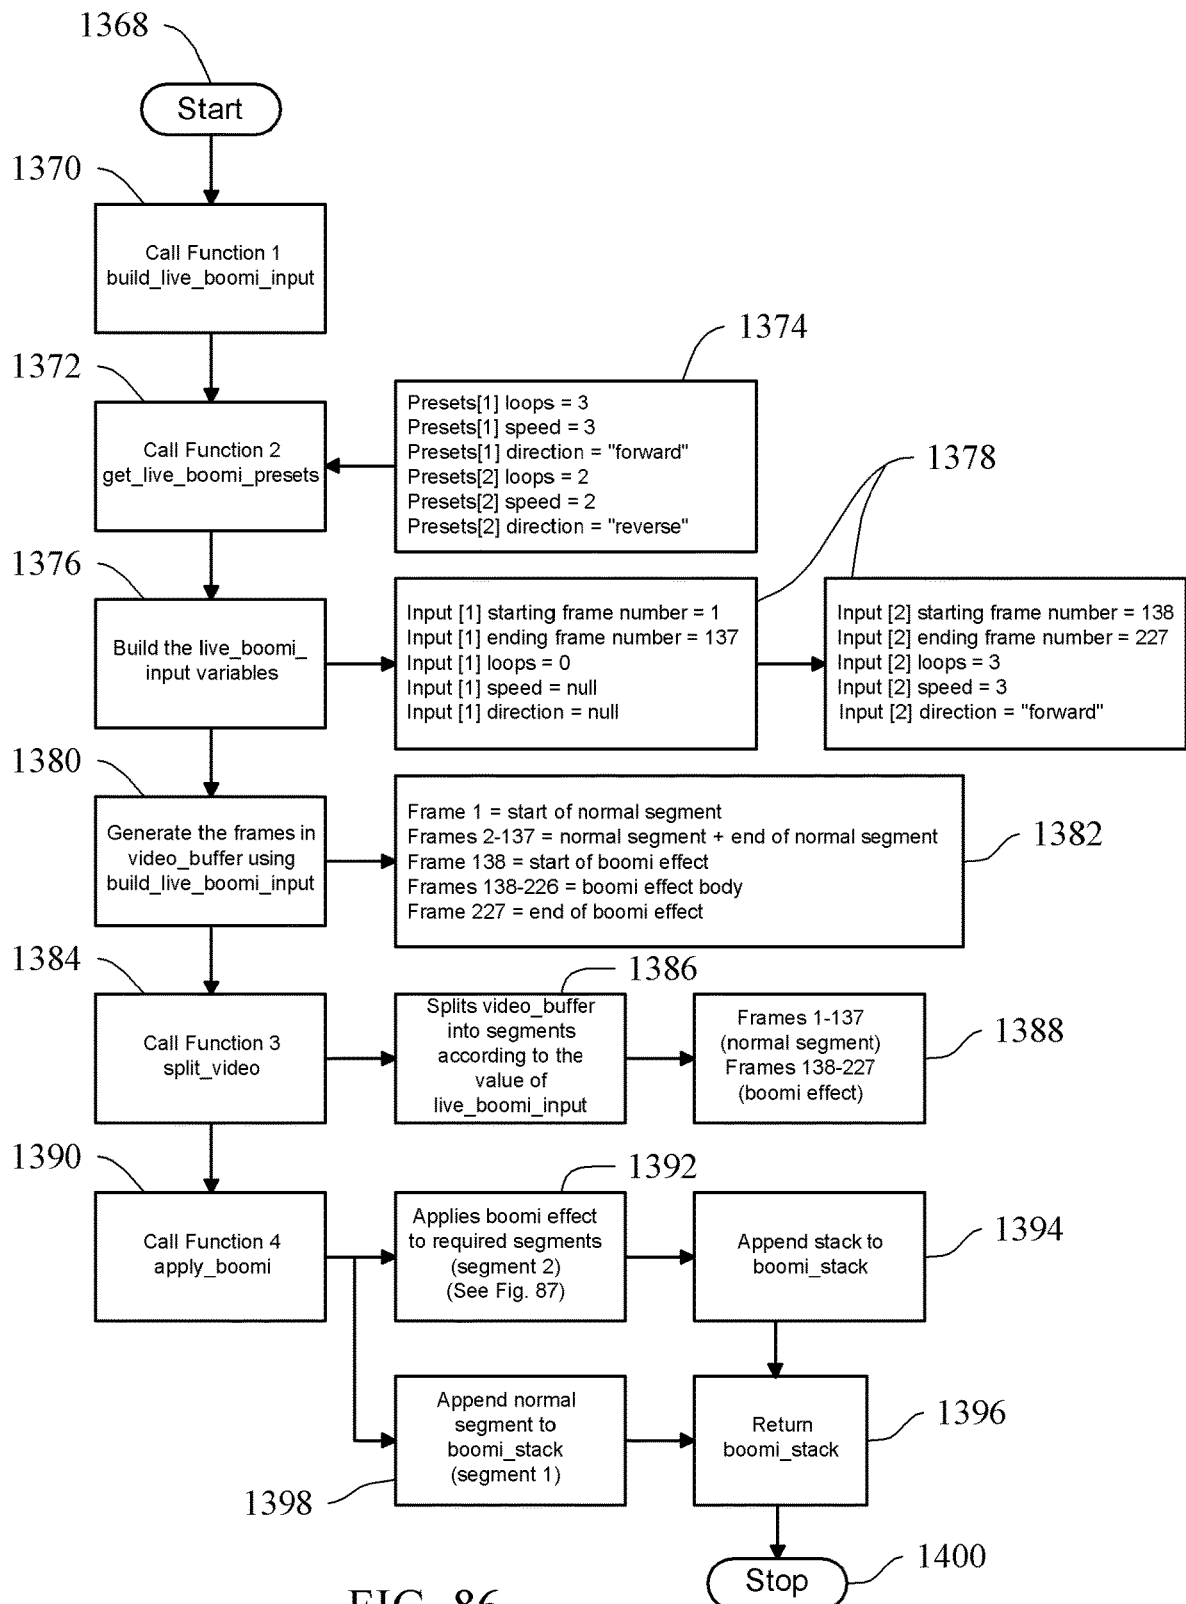 1368
Start
1370
Call Function 1
build_live_boomi_input
1372
Call Function 2
get_live_boomi_presets
1374
Presets[1] loops = 3
Presets[1] speed = 3
Presets[1] direction = "forward"
Presets[2] loops = 2
Presets[2] speed = 2
Presets[2] direction = "reverse"
1376
Build the live_boomi_
input variables
1378
Input [1] starting frame number = 1
Input [1] ending frame number = 137
Input [1] loops = 0
Input [1] speed = null
Input [1] direction = null
Input [2] starting frame number = 138
Input [2] ending frame number = 227
Input [2] loops = 3
Input [2] speed = 3
Input [2] direction = "forward"
1380
Generate the frames in
video_buffer using
build_live_boomi_input
Frame 1 = start of normal segment
Frames 2-137 = normal segment + end of normal segment
Frame 138 = start of boomi effect
Frames 138-226 = boomi effect body
Frame 227 = end of boomi effect
1382
1384
Call Function 3
split_video
1386
Splits video_buffer
into segments
according to the
value of
live_boomi_input
Frames 1-137
(normal segment)
Frames 138-227
(boomi effect)
1388
1390
Call Function 4
apply_boomi
1392
Applies boomi effect
to required segments
(segment 2)
(See Fig. 87)
Append stack to
boomi_stack
1394
Append normal
segment to
boomi_stack
(segment 1)
1398
Return
boomi_stack
1396
Stop
1400
FIG. 86